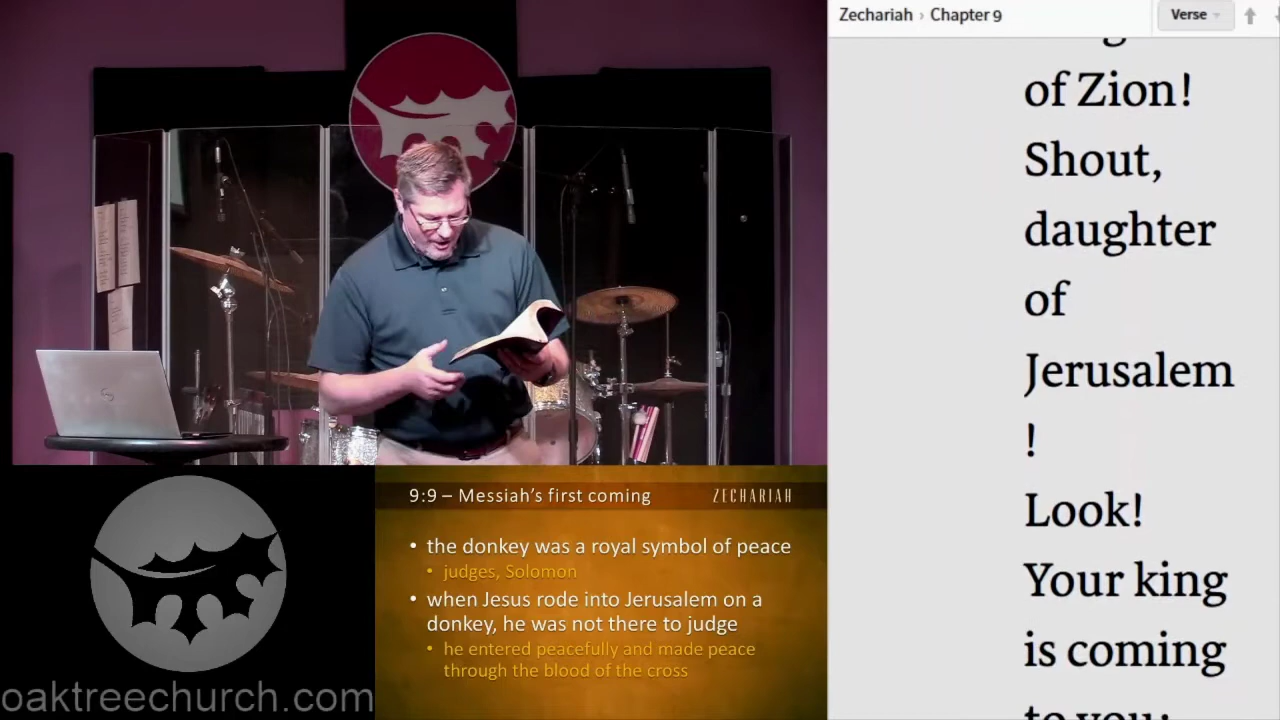 Zechariah › Chapter 9
Verse
of Zion!
Shout,
daughter
of
Jerusalem
!
Look!
Your king
is coming
to you;
9:9 – Messiah's first coming
ZECHARIAH
• the donkey was a royal symbol of peace
• judges, Solomon
• when Jesus rode into Jerusalem on a
donkey, he was not there to judge
• he entered peacefully and made peace
through the blood of the cross
oaktreechurch.com